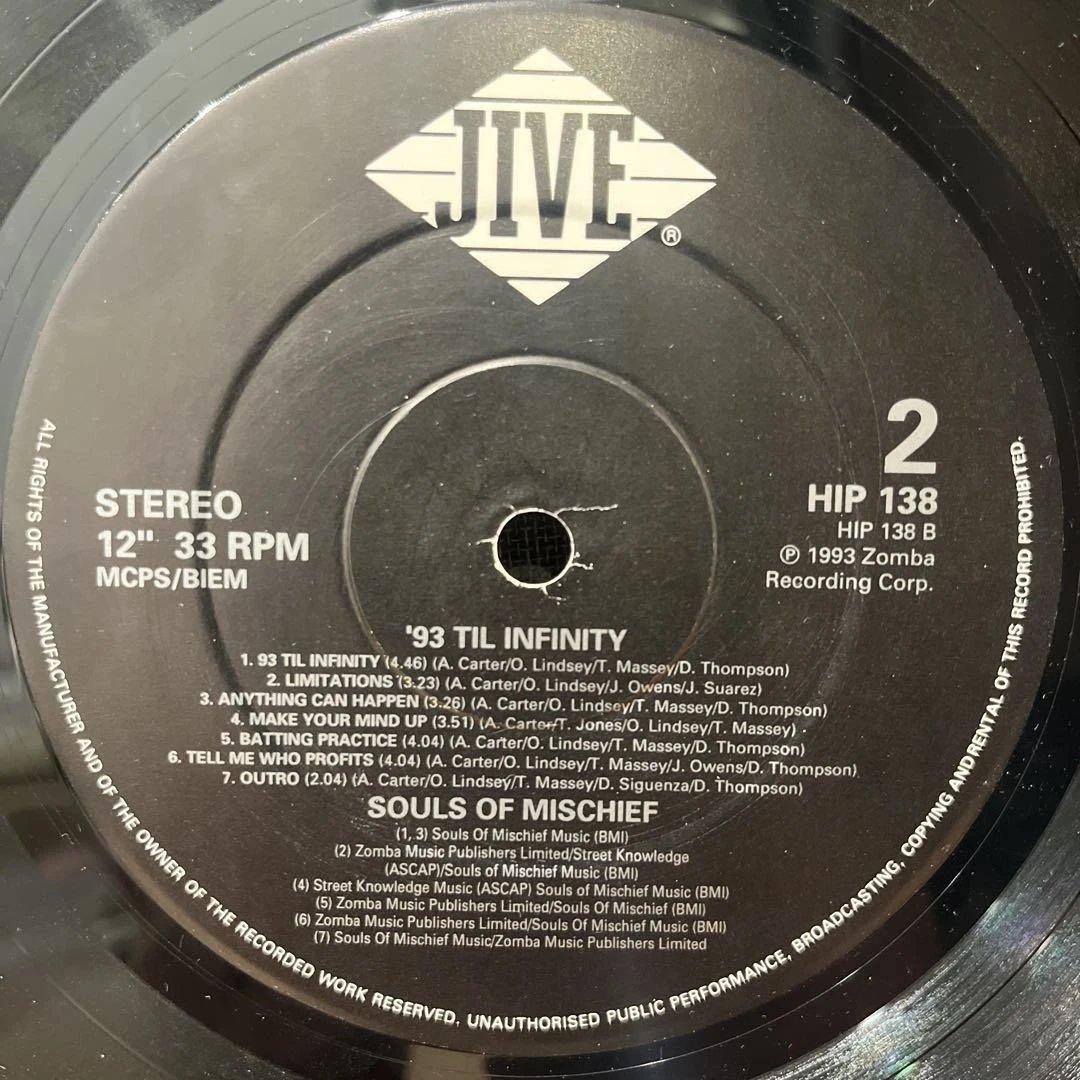 JIVE®
2
STEREO
12" 33 RPM
MCPS/BIEM
HIP 138
HIP 138 B
℗ 1993 Zomba
Recording Corp.
'93 TIL INFINITY
1. 93 TIL INFINITY (4.46) (A. Carter/O. Lindsey/T. Massey/D. Thompson)
2. LIMITATIONS (3.23) (A. Carter/O. Lindsey/J. Owens/J. Suarez)
3. ANYTHING CAN HAPPEN (3.26) (A. Carter/O. Lindsey/T. Massey/D. Thompson)
4. MAKE YOUR MIND UP (3.51) (A. Carter/T. Jones/O. Lindsey/T. Massey)
5. BATTING PRACTICE (4.04) (A. Carter/O. Lindsey/T. Massey/D. Thompson)
6. TELL ME WHO PROFITS (4.04) (A. Carter/O. Lindsey/T. Massey/J. Owens/D. Thompson)
7. OUTRO (2.04) (A. Carter/O. Lindsey/T. Massey/D. Siguenza/D. Thompson)
SOULS OF MISCHIEF
(1, 3) Souls Of Mischief Music (BMI)
(2) Zomba Music Publishers Limited/Street Knowledge
(ASCAP)/Souls of Mischief Music (BMI)
(4) Street Knowledge Music (ASCAP) Souls of Mischief Music (BMI)
(5) Zomba Music Publishers Limited/Souls Of Mischief (BMI)
(6) Zomba Music Publishers Limited/Souls Of Mischief Music (BMI)
(7) Souls Of Mischief Music/Zomba Music Publishers Limited
ALL RIGHTS OF THE MANUFACTURER AND OF THE OWNER OF THE RECORDED WORK RESERVED. UNAUTHORISED PUBLIC PERFORMANCE, BROADCASTING, COPYING ANDRENTAL OF THIS RECORD PROHIBITED.